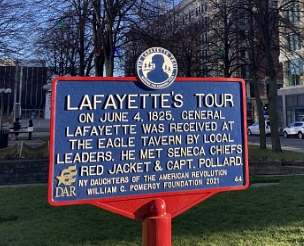 LAFAYETTE'S TOUR
ON JUNE 4, 1825, GENERAL
LAFAYETTE WAS RECEIVED AT
THE EAGLE TAVERN BY LOCAL
LEADERS. HE MET SENECA CHIEFS
RED JACKET & CAPT. POLLARD.
NY DAUGHTERS OF THE AMERICAN REVOLUTION
WILLIAM G. POMEROY FOUNDATION 2021 44
DAR